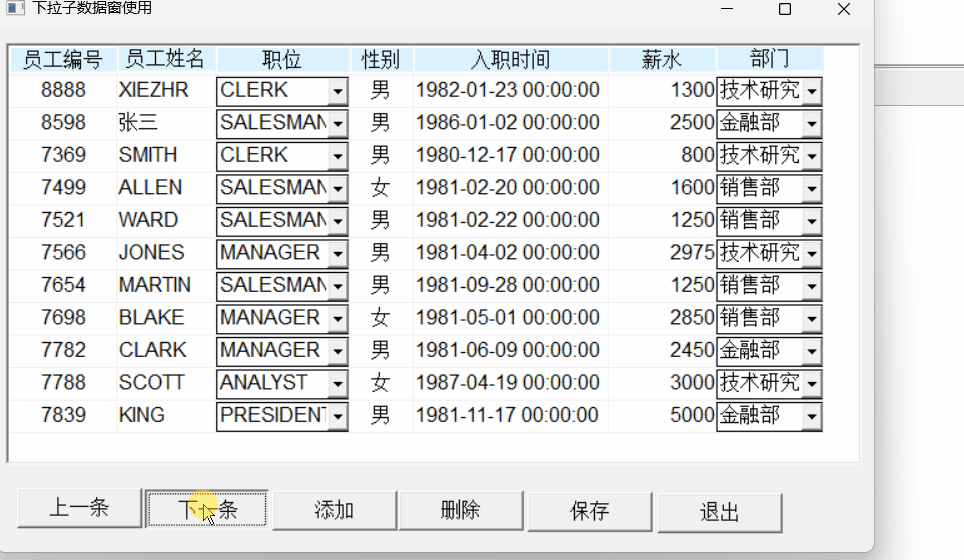 下拉子数据窗使用
员工编号 员工姓名 职位 性别 入职时间 薪水 部门
8888 XIEZHR CLERK 男 1982-01-23 00:00:00 1300 技术研究
8598 张三 SALESMAN 男 1986-01-02 00:00:00 2500 金融部
7369 SMITH CLERK 男 1980-12-17 00:00:00 800 技术研究
7499 ALLEN SALESMAN 女 1981-02-20 00:00:00 1600 销售部
7521 WARD SALESMAN 男 1981-02-22 00:00:00 1250 销售部
7566 JONES MANAGER 男 1981-04-02 00:00:00 2975 技术研究
7654 MARTIN SALESMAN 男 1981-09-28 00:00:00 1250 销售部
7698 BLAKE MANAGER 女 1981-05-01 00:00:00 2850 销售部
7782 CLARK MANAGER 男 1981-06-09 00:00:00 2450 金融部
7788 SCOTT ANALYST 女 1987-04-19 00:00:00 3000 技术研究
7839 KING PRESIDENT 男 1981-11-17 00:00:00 5000 金融部
上一条 下一条 添加 删除 保存 退出